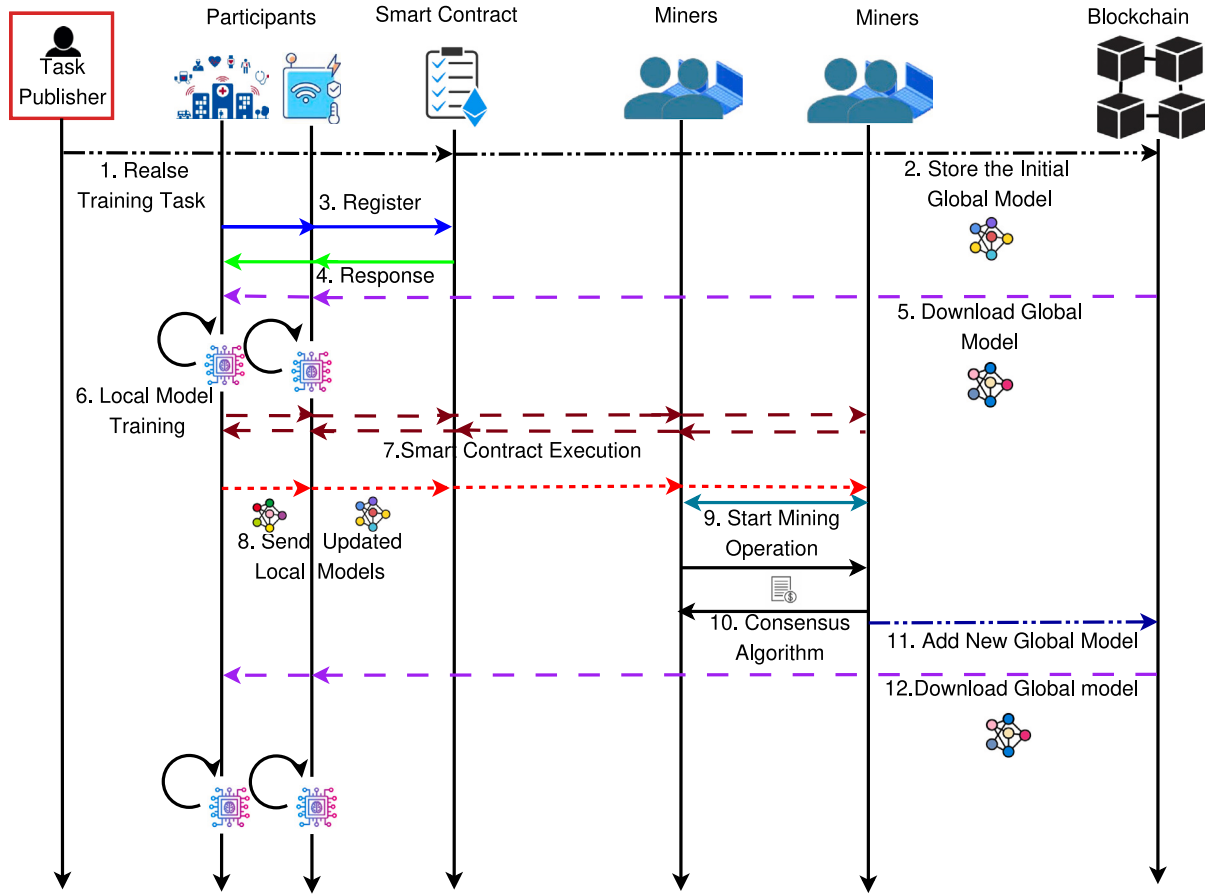 Participants
Smart Contract
Miners
Miners
Blockchain
Task
Publisher
1. Realse
Training Task
2. Store the Initial
Global Model
3. Register
4. Response
5. Download Global
Model
6. Local Model
Training
7.Smart Contract Execution
8. Send Updated
Local Models
9. Start Mining
Operation
10. Consensus
Algorithm
11. Add New Global Model
12.Download Global model